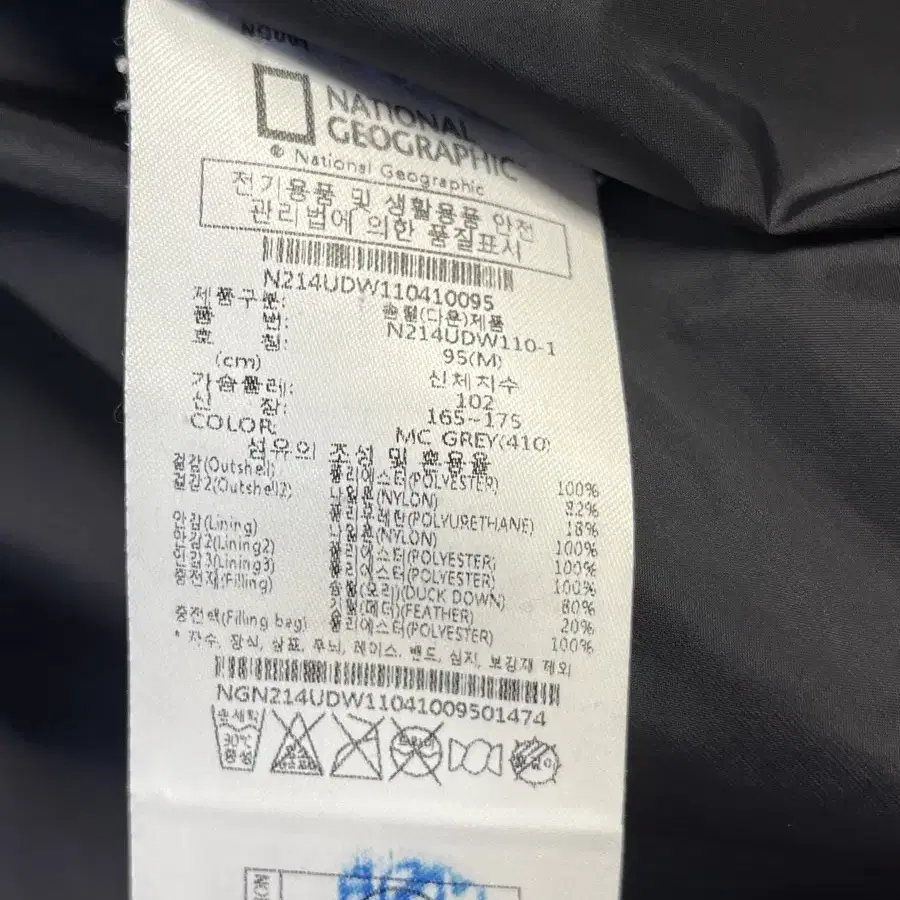 NATIONAL
GEOGRAPHIC
® National Geographic
전기용품 및 생활용품 안전
관리법에 의한 품질표시
N214UDW110410095
제품구분: 솜털(다운)제품
품 번: N214UDW110-1
호 칭: 95(M)
(cm) 신체치수
가슴둘레: 102
신 장: 165~175
COLOR: MC GREY(410)
섬유의 조성 및 혼용율
겉감(Outshell) 폴리에스터(POLYESTER) 100%
겉감2(Outshell2) 나일론(NYLON) 82%
폴리우레탄(POLYURETHANE) 18%
안감(Lining) 나일론(NYLON) 100%
안감2(Lining2) 폴리에스터(POLYESTER) 100%
안감3(Lining3) 폴리에스터(POLYESTER) 100%
충전재(Filling) 솜털(오리)(DUCK DOWN) 80%
깃털(페더)(FEATHER) 20%
충전백(Filling bag) 폴리에스터(POLYESTER) 100%
* 자수, 장식, 상표, 무늬, 레이스, 밴드, 심지, 보강재 제외
NGN214UDW11041009501474
손세탁
30℃
중성